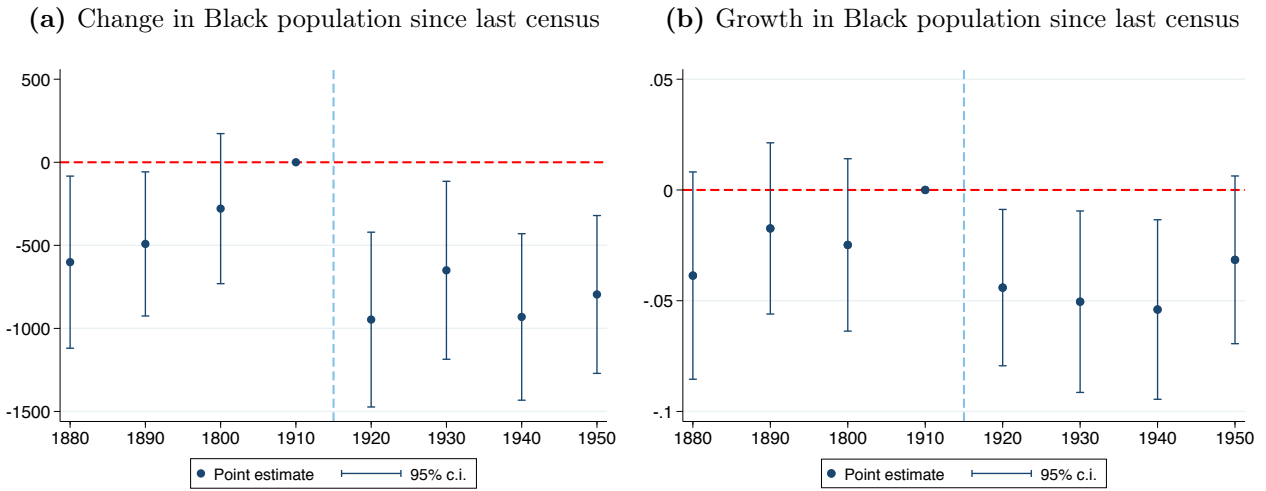 (a) Change in Black population since last census
500
0
-500
-1000
-1500
1880 1890 1800 1910 1920 1930 1940 1950
Point estimate 95% c.i.
(b) Growth in Black population since last census
.05
0
-.05
-.1
1880 1890 1800 1910 1920 1930 1940 1950
Point estimate 95% c.i.